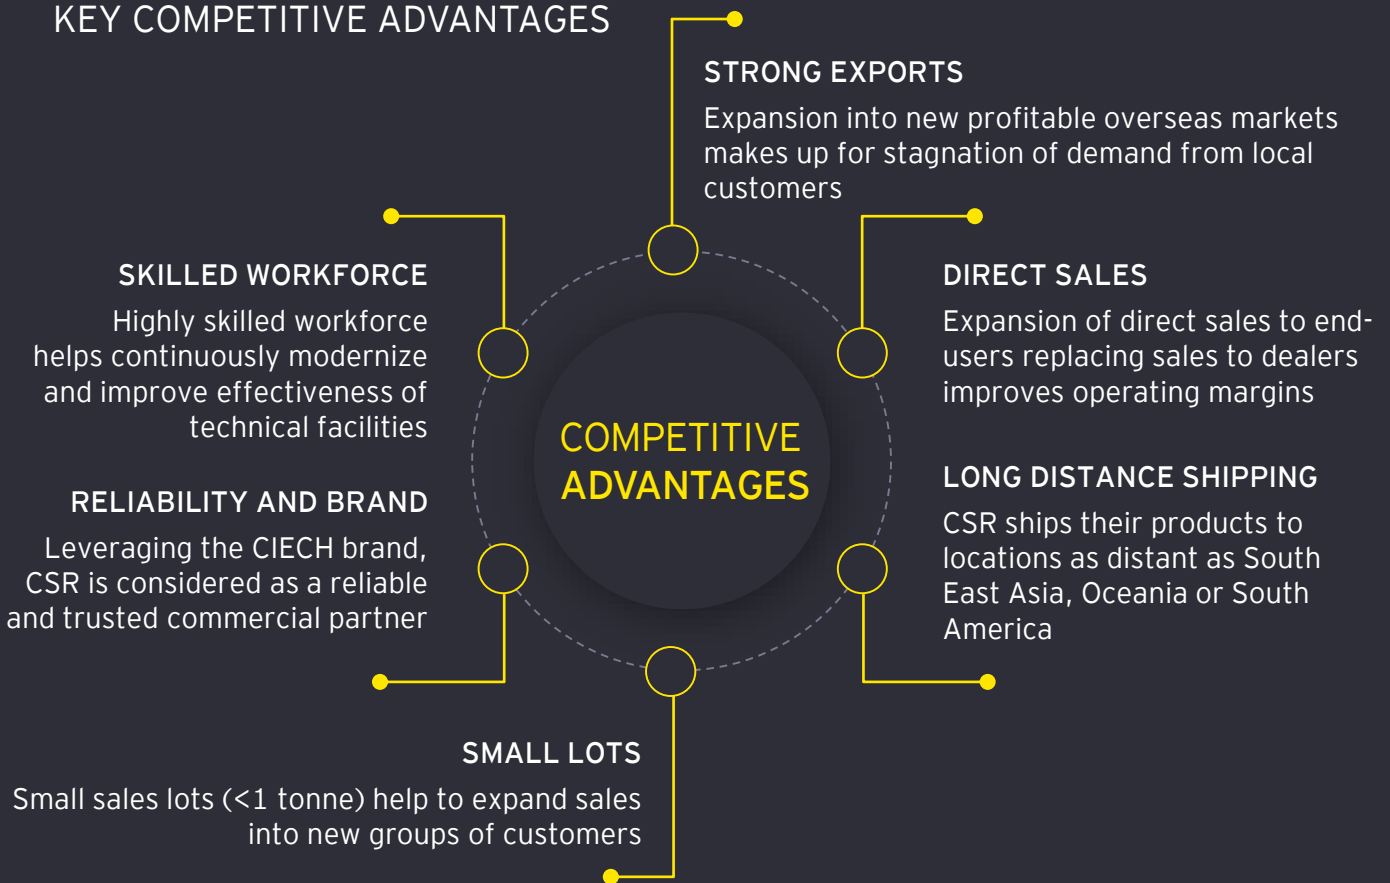 KEY COMPETITIVE ADVANTAGES
STRONG EXPORTS
Expansion into new profitable overseas markets
makes up for stagnation of demand from local
customers
SKILLED WORKFORCE
Highly skilled workforce
helps continuously modernize
and improve effectiveness of
technical facilities
DIRECT SALES
Expansion of direct sales to end-
users replacing sales to dealers
improves operating margins
COMPETITIVE
ADVANTAGES
RELIABILITY AND BRAND
Leveraging the CIECH brand,
CSR is considered as a reliable
and trusted commercial partner
LONG DISTANCE SHIPPING
CSR ships their products to
locations as distant as South
East Asia, Oceania or South
America
SMALL LOTS
Small sales lots (<1 tonne) help to expand sales
into new groups of customers